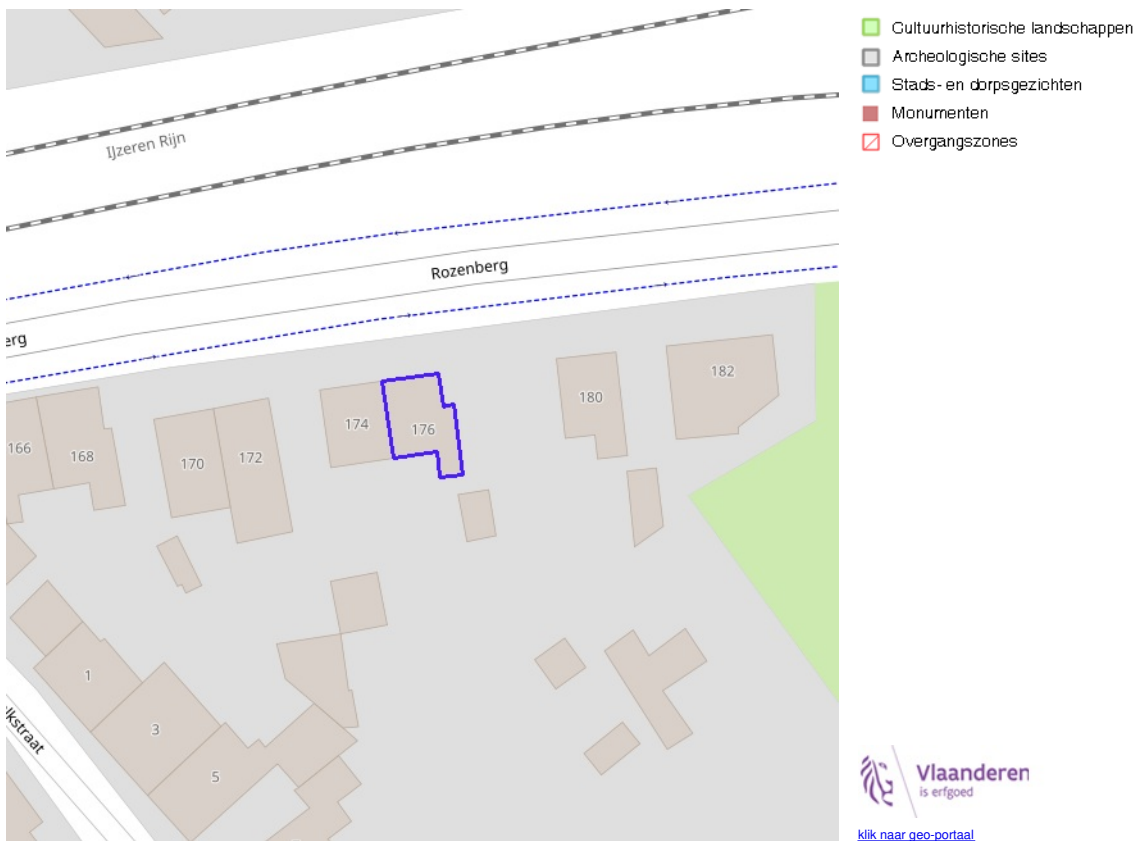 IJzeren Rijn
Rozenberg
erg
182
180
174
176
166
168
170
172
1
3
5
lkstraat
Cultuurhistorische landschappen
Archeologische sites
Stads- en dorpsgezichten
Monumenten
Overgangszones
Vlaanderen
is erfgoed
klik naar geo-portaal